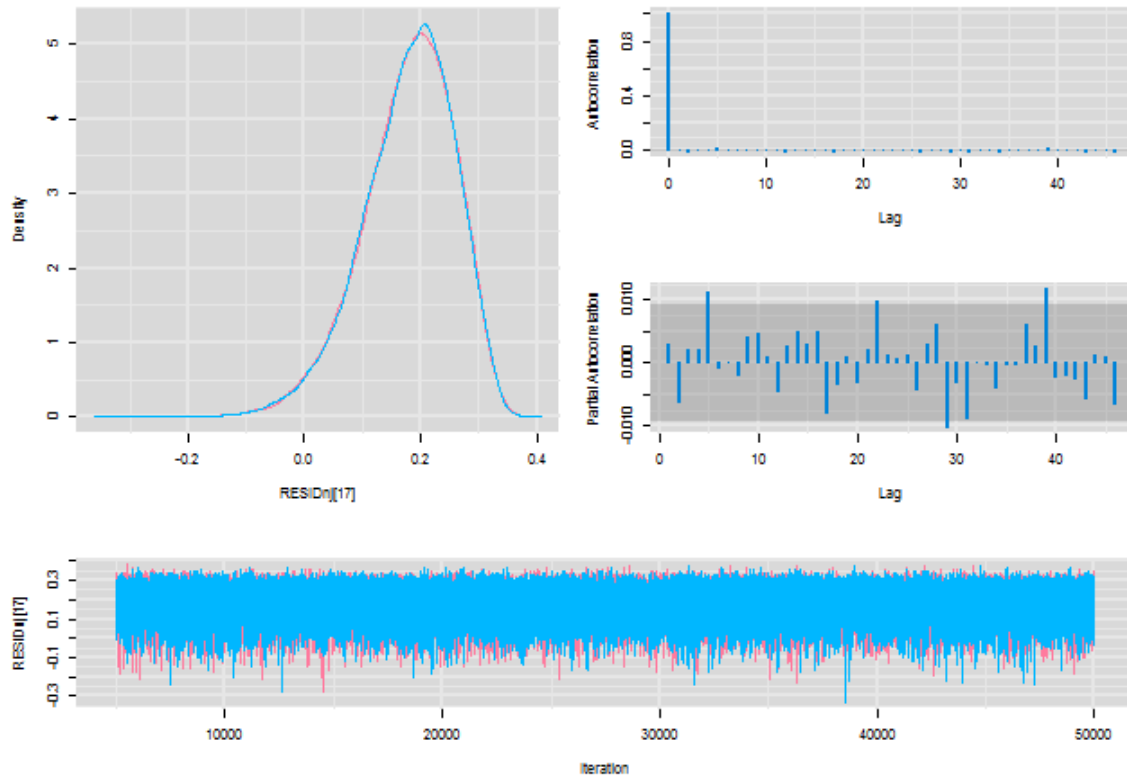 Density
5
4
3
2
1
0
-0.2 0.0 0.2 0.4
RESIDnj[17]
Autocorrelation
0.8
0.4
0.0
0 10 20 30 40
Lag
Partial Autocorrelation
0.010
0.000
-0.010
0 10 20 30 40
Lag
RESIDnj[17]
0.3
0.1
-0.1
-0.3
10000 20000 30000 40000 50000
Iteration